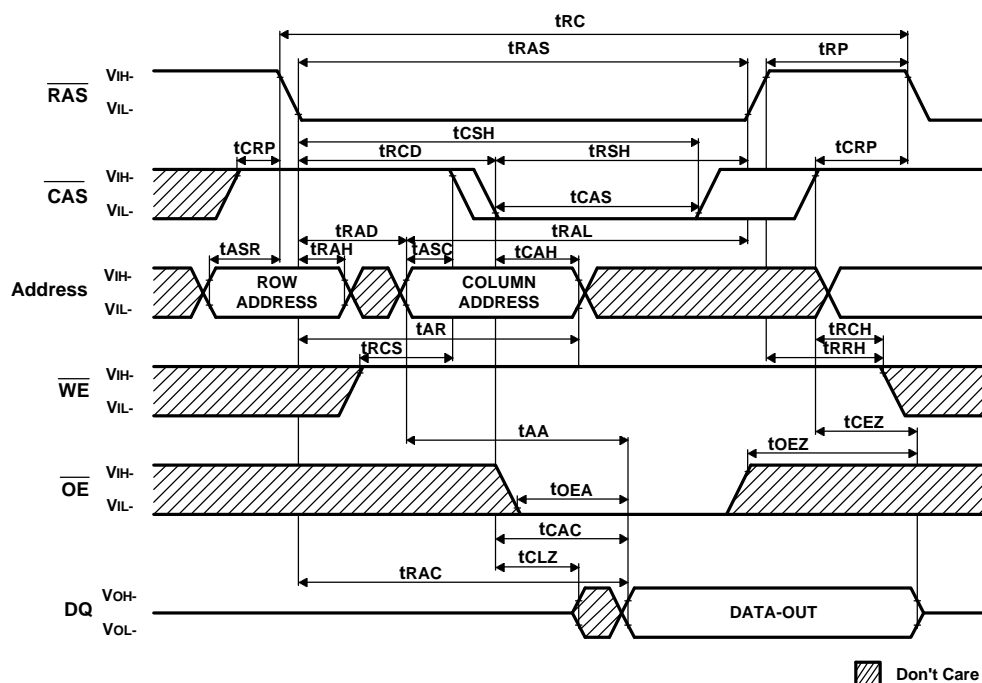 tRC
tRAS
tRP
RAS
VIH-
VIL-
tCSH
tCRP
tRCD
tRSH
tCRP
CAS
VIH-
VIL-
tCAS
tRAD
tRAL
tASR
tRAH
tASC
tCAH
Address
VIH-
VIL-
ROW
ADDRESS
COLUMN
ADDRESS
tAR
tRCH
tRCS
tRRH
WE
VIH-
VIL-
tCEZ
tAA
tOEZ
OE
VIH-
VIL-
tOEA
tCAC
tCLZ
tRAC
DQ
VOH-
VOL-
DATA-OUT
Don't Care